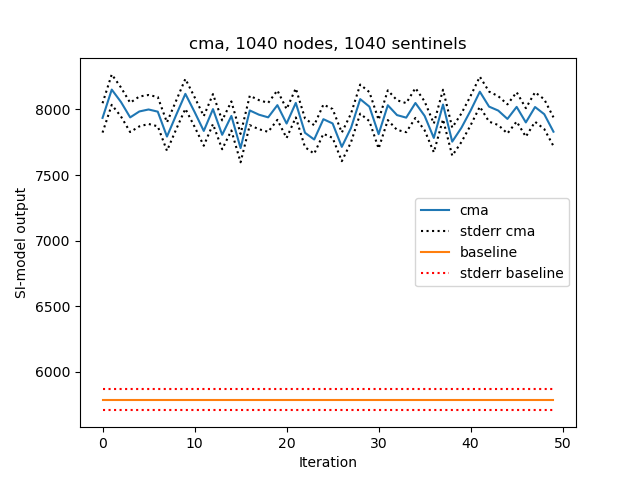 cma, 1040 nodes, 1040 sentinels
8000
7500
7000
6500
6000
SI-model output
cma
stderr cma
baseline
stderr baseline
0 10 20 30 40 50
Iteration